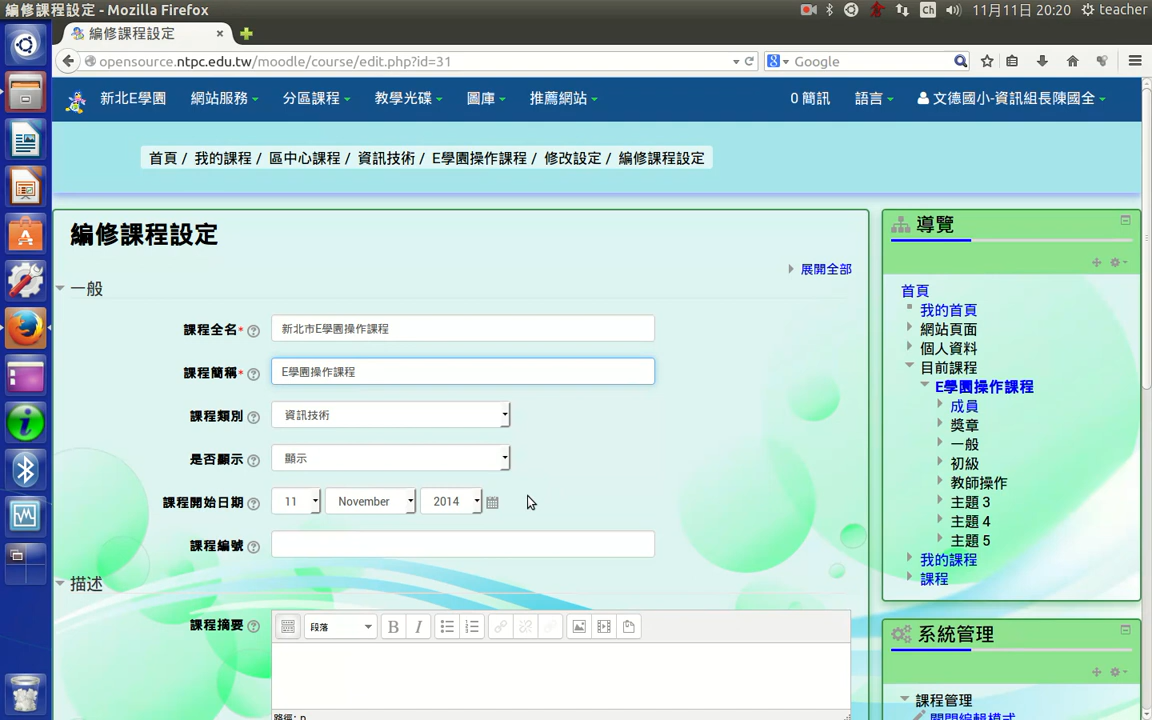 編修課程設定 - Mozilla Firefox
Ch
11月11日 20:20
teacher
編修課程設定
opensource.ntpc.edu.tw/moodle/course/edit.php?id=31
Google
新北E學園 網站服務 分區課程 教學光碟 圖庫 推薦網站 0 簡訊 語言 文德國小-資訊組長陳國全
首頁 / 我的課程 / 區中心課程 / 資訊技術 / E學園操作課程 / 修改設定 / 編修課程設定
編修課程設定
展開全部
一般
課程全名* 新北市E學園操作課程
課程簡稱* E學園操作課程
課程類別 資訊技術
是否顯示 顯示
課程開始日期 11 November 2014
課程編號
描述
課程摘要 段落 B I
路徑: p
導覽
首頁
我的首頁
網站頁面
個人資料
目前課程
E學園操作課程
成員
獎章
一般
初級
教師操作
主題 3
主題 4
主題 5
我的課程
課程
系統管理
課程管理
關閉編輯模式